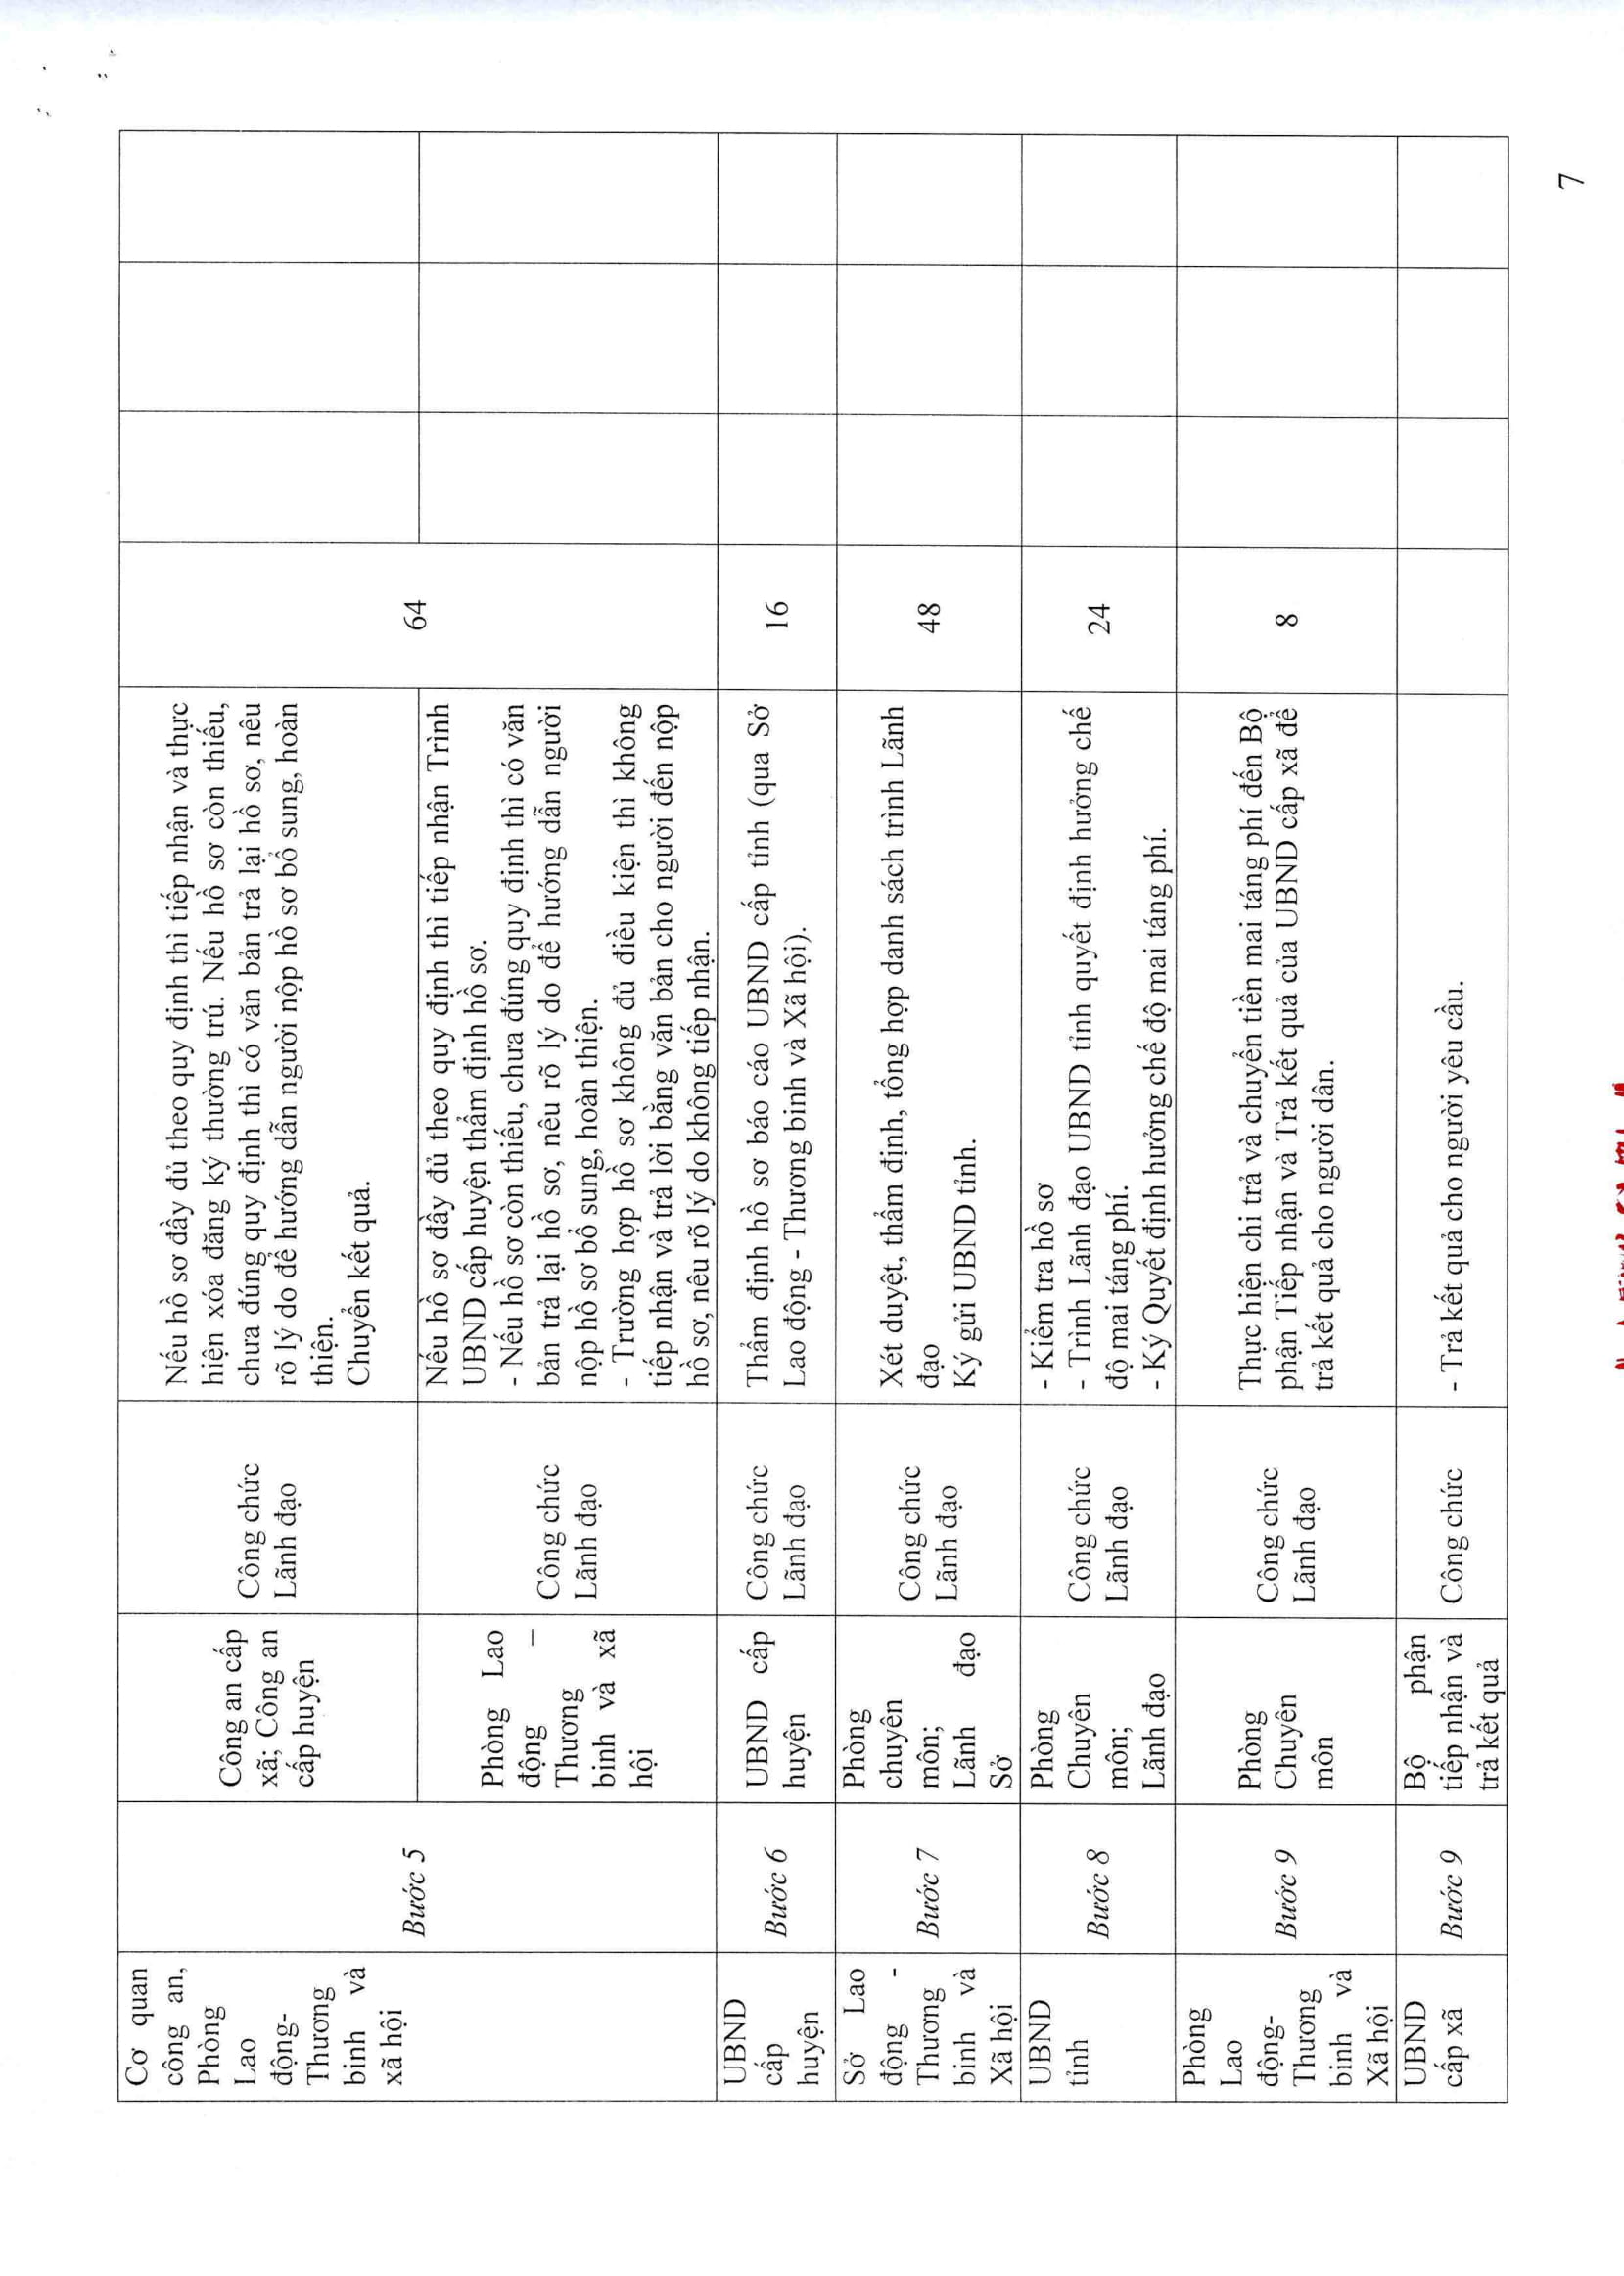 Cơ quan
công an,
Phòng
Lao
động-
Thương
binh và
xã hội
Bước 5
Công an cấp
xã; Công an
cấp huyện
Công chức
Lãnh đạo
Nếu hồ sơ đầy đủ theo quy định thì tiếp nhận và thực
hiện xóa đăng ký thường trú. Nếu hồ sơ còn thiếu,
chưa đúng quy định thì có văn bản trả lại hồ sơ, nêu
rõ lý do để hướng dẫn người nộp hồ sơ bổ sung, hoàn
thiện.
Chuyển kết quả.
64
Phòng Lao
động –
Thương
binh và xã
hội
Công chức
Lãnh đạo
Nếu hồ sơ đầy đủ theo quy định thì tiếp nhận Trình
UBND cấp huyện thẩm định hồ sơ.
- Nếu hồ sơ còn thiếu, chưa đúng quy định thì có văn
bản trả lại hồ sơ, nêu rõ lý do để hướng dẫn người
nộp hồ sơ bổ sung, hoàn thiện.
- Trường hợp hồ sơ không đủ điều kiện thì không
tiếp nhận và trả lời bằng văn bản cho người đến nộp
hồ sơ, nêu rõ lý do không tiếp nhận.
UBND
cấp
huyện
Bước 6
UBND cấp
huyện
Công chức
Lãnh đạo
Thẩm định hồ sơ báo cáo UBND cấp tỉnh (qua Sở
Lao động - Thương binh và Xã hội).
16
Sở Lao
động -
Thương
binh và
Xã hội
Bước 7
Phòng
chuyên
môn;
Lãnh đạo
Sở
Công chức
Lãnh đạo
Xét duyệt, thẩm định, tổng hợp danh sách trình Lãnh
đạo
Ký gửi UBND tỉnh.
48
UBND
tỉnh
Bước 8
Phòng
Chuyên
môn;
Lãnh đạo
Công chức
Lãnh đạo
- Kiểm tra hồ sơ
- Trình Lãnh đạo UBND tỉnh quyết định hưởng chế
độ mai táng phí.
- Ký Quyết định hưởng chế độ mai táng phí.
24
Phòng
Lao
động-
Thương
binh và
Xã hội
Bước 9
Phòng
Chuyên
môn
Công chức
Lãnh đạo
Thực hiện chi trả và chuyển tiền mai táng phí đến Bộ
phận Tiếp nhận và Trả kết quả của UBND cấp xã để
trả kết quả cho người dân.
8
UBND
cấp xã
Bước 9
Bộ phận
tiếp nhận và
trả kết quả
Công chức
- Trả kết quả cho người yêu cầu.
7